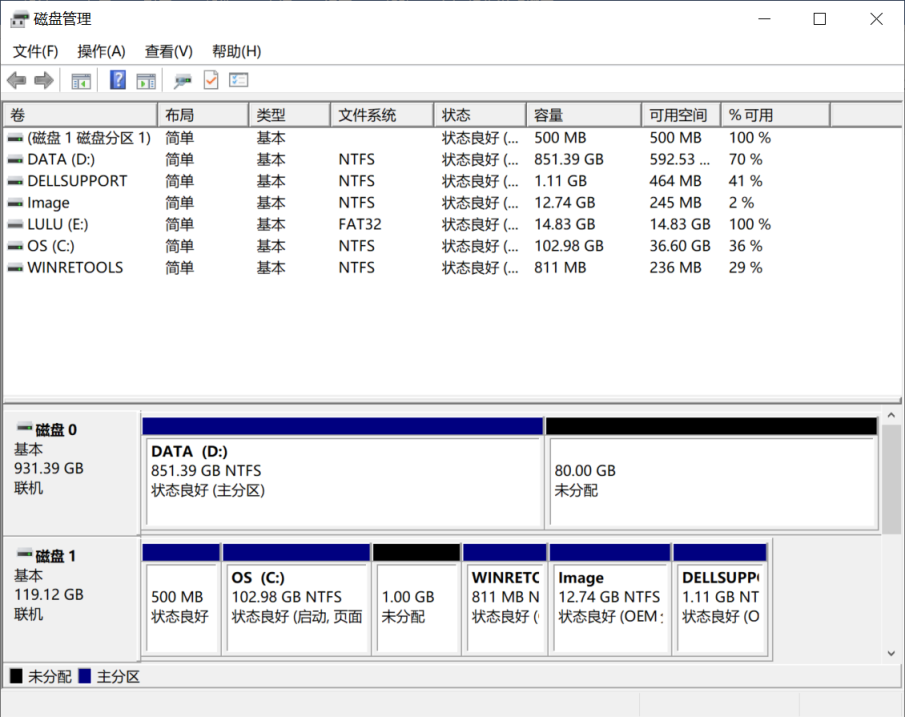 磁盘管理
文件(F) 操作(A) 查看(V) 帮助(H)
卷 布局 类型 文件系统 状态 容量 可用空间 % 可用
(磁盘 1 磁盘分区 1) 简单 基本 状态良好 (... 500 MB 500 MB 100 %
DATA (D:) 简单 基本 NTFS 状态良好 (... 851.39 GB 592.53 ... 70 %
DELLSUPPORT 简单 基本 NTFS 状态良好 (... 1.11 GB 464 MB 41 %
Image 简单 基本 NTFS 状态良好 (... 12.74 GB 245 MB 2 %
LULU (E:) 简单 基本 FAT32 状态良好 (... 14.83 GB 14.83 GB 100 %
OS (C:) 简单 基本 NTFS 状态良好 (... 102.98 GB 36.60 GB 36 %
WINRETOOLS 简单 基本 NTFS 状态良好 (... 811 MB 236 MB 29 %
磁盘 0
基本
931.39 GB
联机
DATA (D:)
851.39 GB NTFS
状态良好 (主分区)
80.00 GB
未分配
磁盘 1
基本
119.12 GB
联机
500 MB
状态良好
OS (C:)
102.98 GB NTFS
状态良好 (启动, 页面
1.00 GB
未分配
WINRETC
811 MB N
状态良好 (
Image
12.74 GB NTFS
状态良好 (OEM
DELLSUPP
1.11 GB NT
状态良好 (O
未分配 主分区